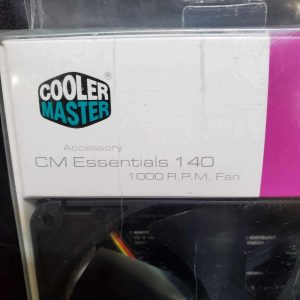 COOLER
MASTER®
Accessory
CM Essentials 140
1000 R.P.M. Fan